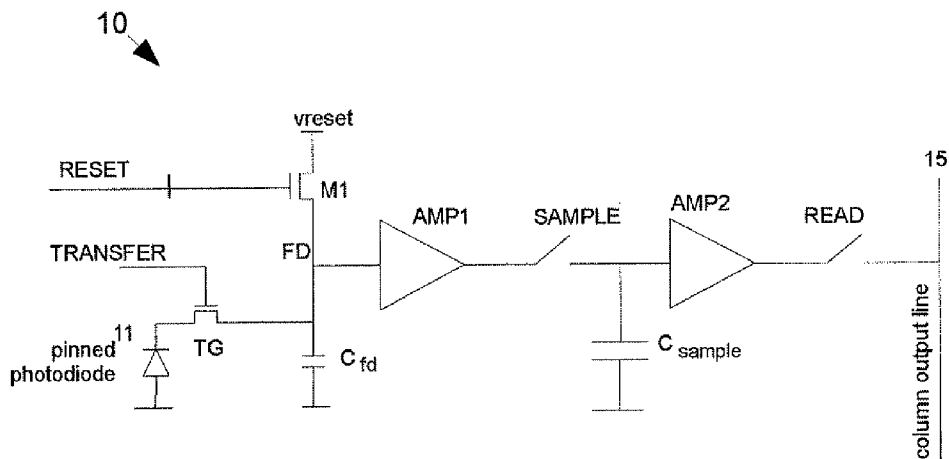 10
vreset
RESET
M1
15
AMP1
SAMPLE
AMP2
READ
TRANSFER
FD
11
TG
pinned
photodiode
C fd
C sample
column output line